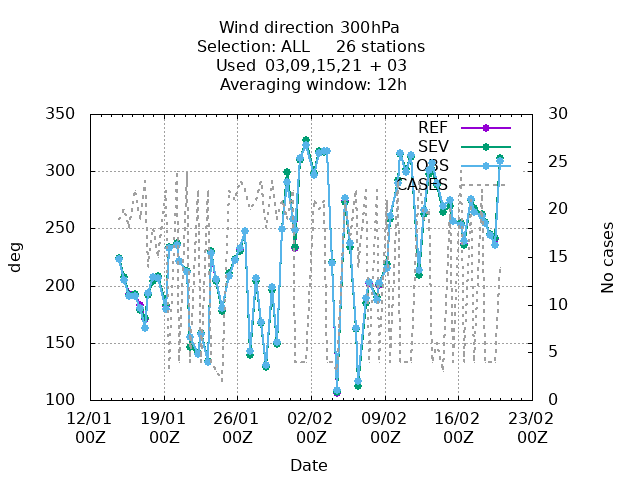 Wind direction 300hPa
Selection: ALL 26 stations
Used 03,09,15,21 + 03
Averaging window: 12h
350
300
250
200
150
100
deg
30
25
20
15
10
5
0
No cases
REF
SEV
OBS
CASES
12/01 19/01 26/01 02/02 09/02 16/02 23/02
00Z 00Z 00Z 00Z 00Z 00Z 00Z
Date